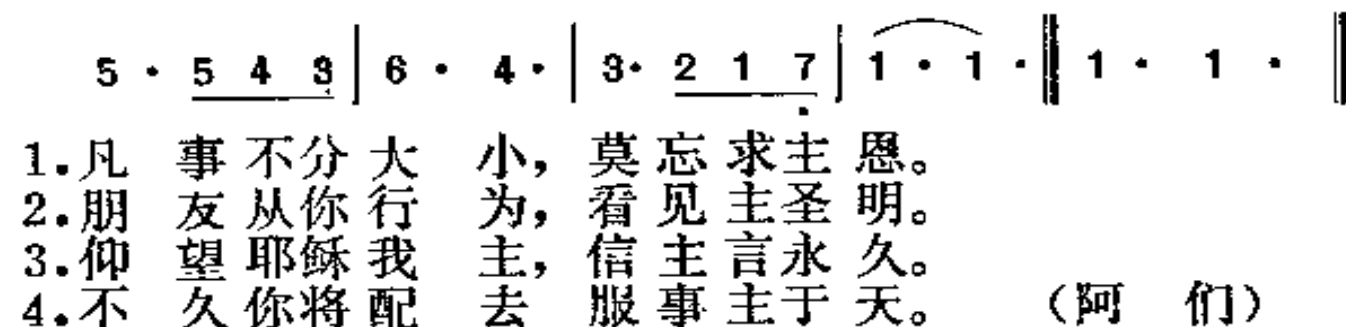 5 · 5 4 3 | 6 · 4 · | 3 · 2 1 7 | 1 · 1 · ‖ 1 · 1 · ‖
1.凡 事 不分 大 小,莫 忘 求主 恩。
2.朋 友 从你 行 为,看 见 主圣 明。
3.仰 望 耶稣 我 主,信 主 言永 久。
4.不 久 你将 配 去 服 事 主于 天。 (阿 们)